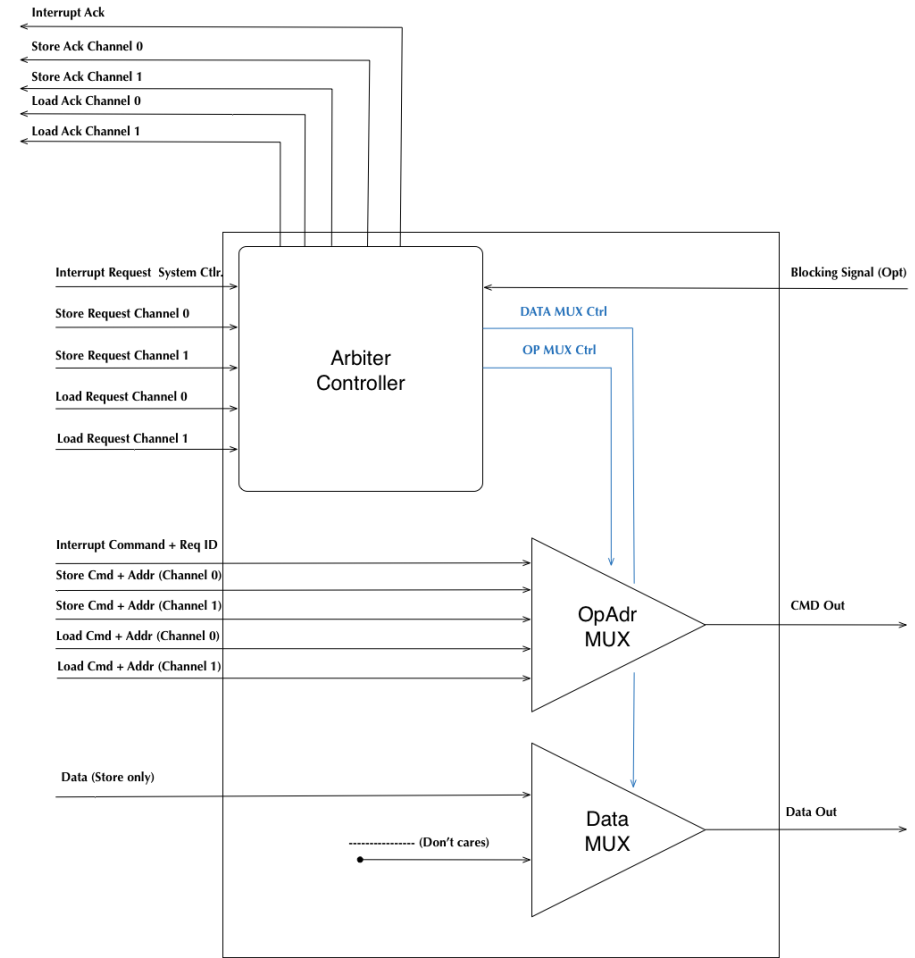 Interrupt Ack
Store Ack Channel 0
Store Ack Channel 1
Load Ack Channel 0
Load Ack Channel 1
Interrupt Request  System Ctlr.
Blocking Signal (Opt)
Store Request Channel 0
DATA MUX Ctrl
Store Request Channel 1
OP MUX Ctrl
Arbiter
Controller
Load Request Channel 0
Load Request Channel 1
Interrupt Command + Req ID
Store Cmd + Addr (Channel 0)
Store Cmd + Addr (Channel 1)
Load Cmd + Addr (Channel 0)
Load Cmd + Addr (Channel 1)
OpAdr
MUX
CMD Out
Data (Store only)
---------------- (Don't cares)
Data
MUX
Data Out